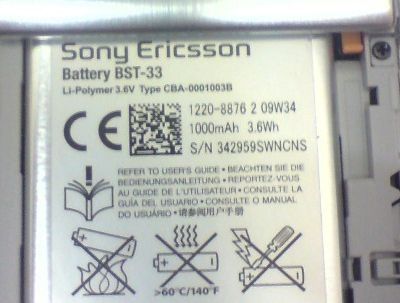 Sony Ericsson
Battery BST-33
Li-Polymer 3.6V Type CBA-0001003B
CE
1220-8876 2 09W34
1000mAh 3.6Wh
S/N 342959SWNCNS
REFER TO USER'S GUIDE • BEACHTEN SIE DIE
BEDIENUNGSANLEITUNG • REPORTEZ-VOUS
AU GUIDE DE L'UTILISATEUR • CONSULTE LA
GUÍA DEL USUARIO • CONSULTE O MANUAL
DO USUÁRIO • 请参阅用户手册
>60°C/140°F